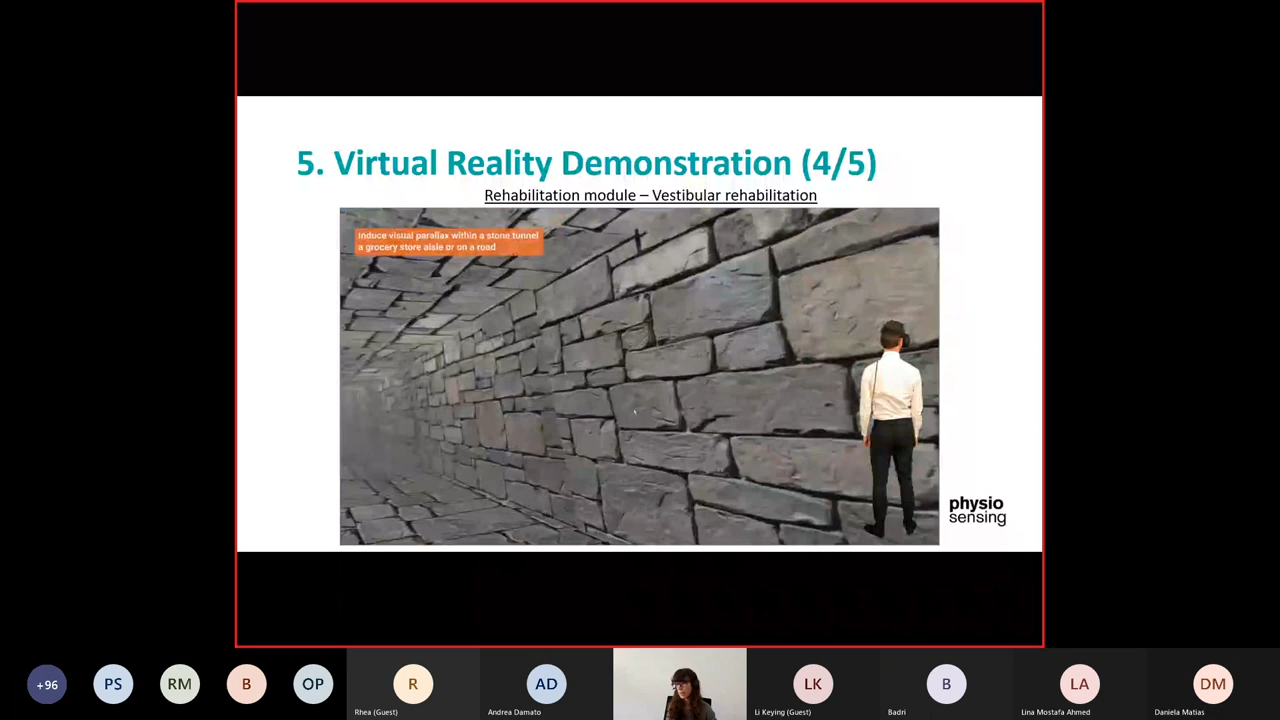 5. Virtual Reality Demonstration (4/5)
Rehabilitation module – Vestibular rehabilitation
Induce visual parallax within a stone tunnel
a grocery store aisle or on a road
physio
sensing
+96
PS
RM
B
OP
R
Rhea (Guest)
AD
Andrea Damato
LK
Li Keying (Guest)
B
Badri
LA
Lina Mostafa Ahmed
DM
Daniela Matias